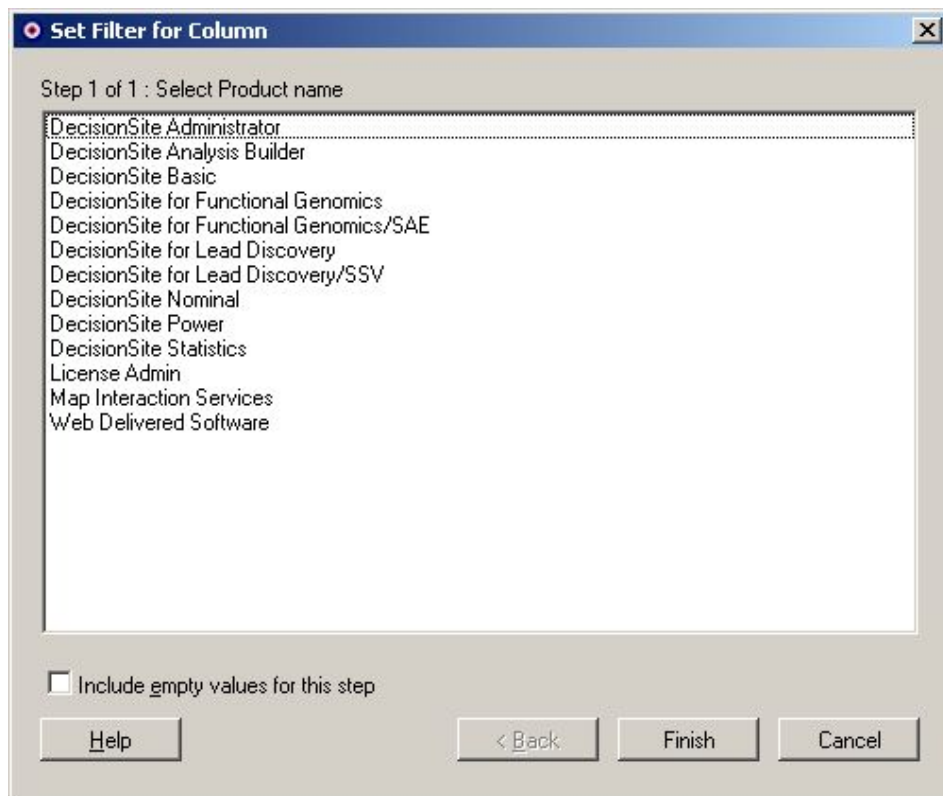 Set Filter for Column
Step 1 of 1 : Select Product name
DecisionSite Administrator
DecisionSite Analysis Builder
DecisionSite Basic
DecisionSite for Functional Genomics
DecisionSite for Functional Genomics/SAE
DecisionSite for Lead Discovery
DecisionSite for Lead Discovery/SSV
DecisionSite Nominal
DecisionSite Power
DecisionSite Statistics
License Admin
Map Interaction Services
Web Delivered Software
Include empty values for this step
Help < Back Finish Cancel